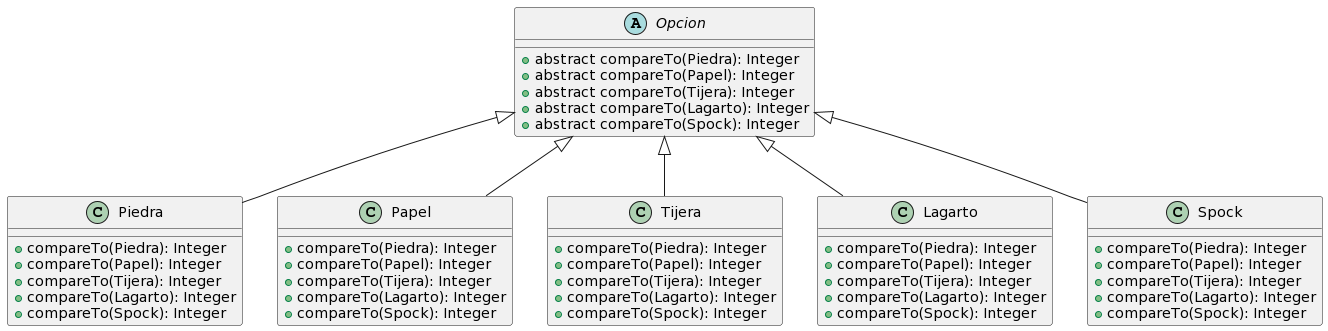 A Opcion
abstract compareTo(Piedra): Integer
abstract compareTo(Papel): Integer
abstract compareTo(Tijera): Integer
abstract compareTo(Lagarto): Integer
abstract compareTo(Spock): Integer
C Piedra
compareTo(Piedra): Integer
compareTo(Papel): Integer
compareTo(Tijera): Integer
compareTo(Lagarto): Integer
compareTo(Spock): Integer
C Papel
compareTo(Piedra): Integer
compareTo(Papel): Integer
compareTo(Tijera): Integer
compareTo(Lagarto): Integer
compareTo(Spock): Integer
C Tijera
compareTo(Piedra): Integer
compareTo(Papel): Integer
compareTo(Tijera): Integer
compareTo(Lagarto): Integer
compareTo(Spock): Integer
C Lagarto
compareTo(Piedra): Integer
compareTo(Papel): Integer
compareTo(Tijera): Integer
compareTo(Lagarto): Integer
compareTo(Spock): Integer
C Spock
compareTo(Piedra): Integer
compareTo(Papel): Integer
compareTo(Tijera): Integer
compareTo(Lagarto): Integer
compareTo(Spock): Integer